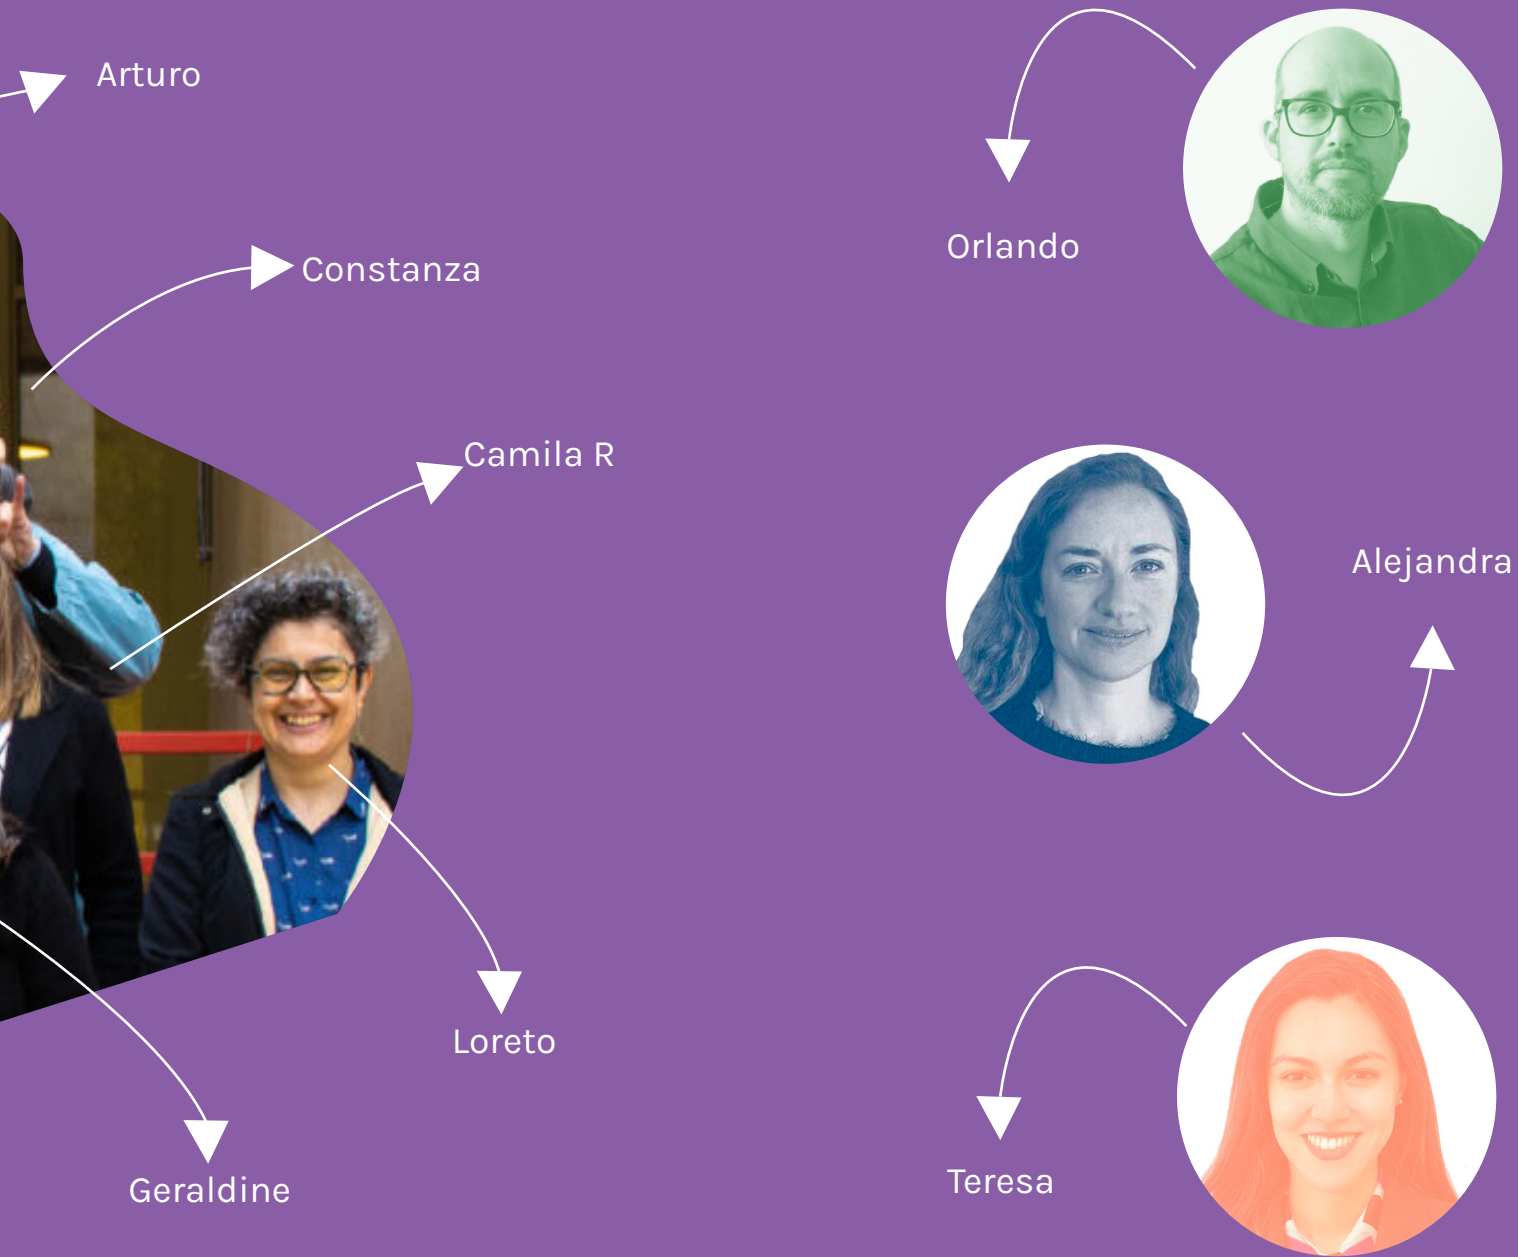 Arturo
Orlando
Constanza
Camila R
Alejandra
Loreto
Teresa
Geraldine